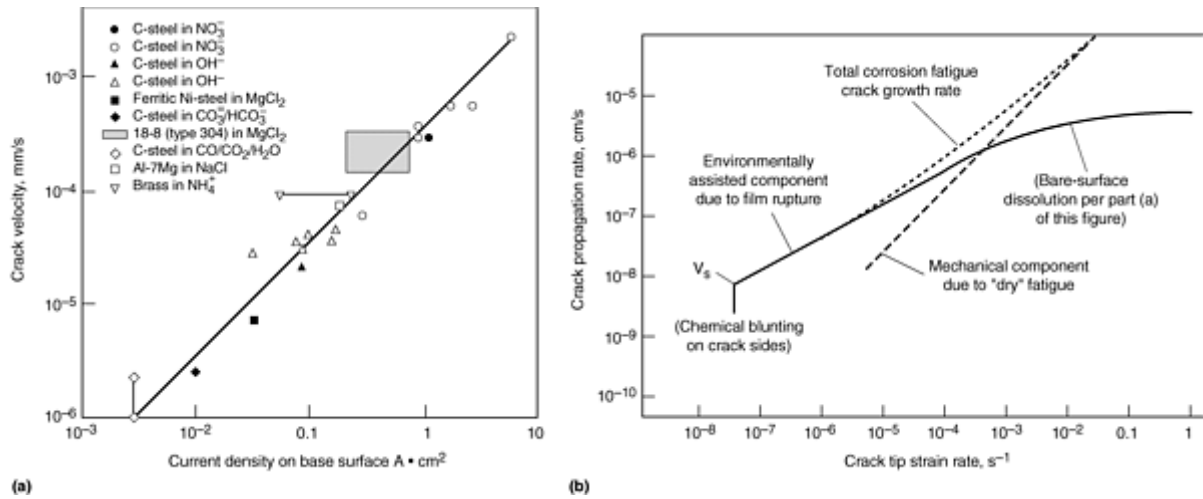 C-steel in NO₃⁻
C-steel in NO₃⁻
C-steel in OH⁻
C-steel in OH⁻
Ferritic Ni-steel in MgCl₂
C-steel in CO₃⁼/HCO₃⁻
18-8 (type 304) in MgCl₂
C-steel in CO/CO₂/H₂O
Al-7Mg in NaCl
Brass in NH₄⁺
Crack velocity, mm/s
10⁻³
10⁻⁴
10⁻⁵
10⁻⁶
10⁻³ 10⁻² 0.1 1 10
Current density on base surface A • cm²
(a)
Crack propagation rate, cm/s
10⁻⁵
10⁻⁶
10⁻⁷
10⁻⁸
10⁻⁹
10⁻¹⁰
Total corrosion fatigue
crack growth rate
Environmentally
assisted component
due to film rupture
(Bare-surface
dissolution per part (a)
of this figure)
Mechanical component
due to "dry" fatigue
Vₛ
(Chemical blunting
on crack sides)
10⁻⁸ 10⁻⁷ 10⁻⁶ 10⁻⁵ 10⁻⁴ 10⁻³ 10⁻² 0.1 1
Crack tip strain rate, s⁻¹
(b)